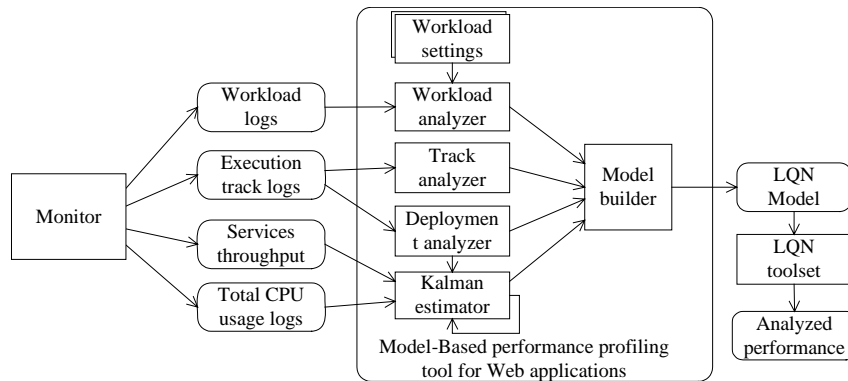 Workload
settings
Workload
logs
Workload
analyzer
Execution
track logs
Track
analyzer
Monitor
Model
builder
LQN
Model
Services
throughput
Deploymen
t analyzer
LQN
toolset
Total CPU
usage logs
Kalman
estimator
Analyzed
performance
Model-Based performance profiling
tool for Web applications